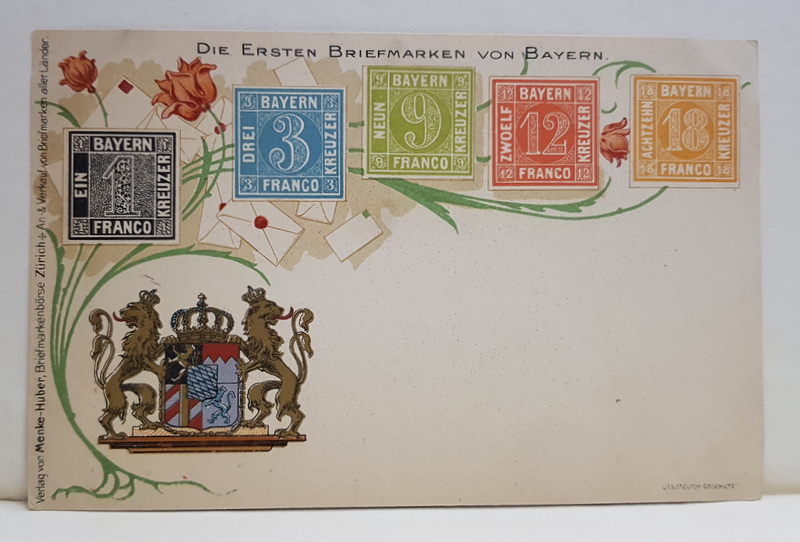 Die Ersten Briefmarken von Bayern.
Verlag von Menke-Huber, Briefmarkenbörse Zürich + An- & Verkauf von Briefmarken aller Länder.
BAYERN
EIN
1
KREUZER
FRANCO
3 3
BAYERN
DREI
3
KREUZER
FRANCO
3 3
9 9
BAYERN
NEUN
9
KREUZER
FRANCO
9 9
12 12
BAYERN
ZWOELF
12
KREUZER
FRANCO
12 12
18 18
BAYERN
ACHTZEHN
18
KREUZER
FRANCO
18 18
GESETZLICH GESCHÜTZT